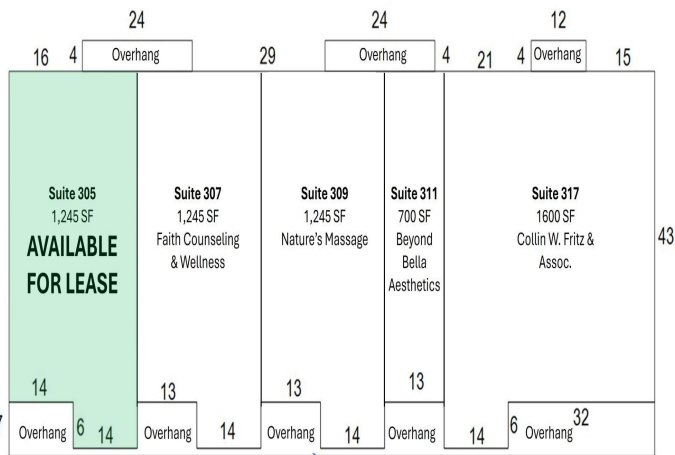 24 24 12
16 4 Overhang 29 Overhang 4 21 4 Overhang 15
Suite 305
1,245 SF
AVAILABLE
FOR LEASE
Suite 307
1,245 SF
Faith Counseling
& Wellness
Suite 309
1,245 SF
Nature's Massage
Suite 311
700 SF
Beyond
Bella
Aesthetics
Suite 317
1600 SF
Collin W. Fritz &
Assoc.
43
14 13 13 13
Overhang 6 14 Overhang 14 Overhang 14 Overhang 14 6 Overhang 32